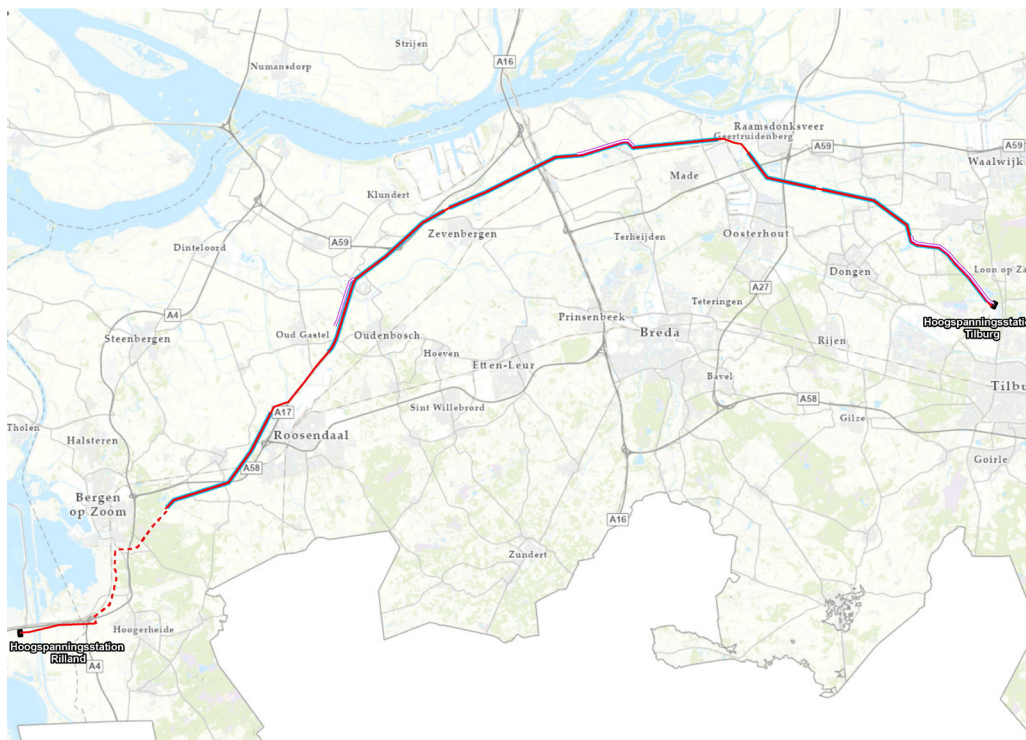 Strijen
A16
Numansdorp
Raamsdonksveer
Geertruidenberg
A59
A59
Waalwijk
Made
Klundert
Zevenbergen
Terheijden
Oosterhout
Dinteloord
A59
Dongen
Loon op Za
A27
Teteringen
A4
Prinsenbeek
Hoogspanningsstati
Tilburg
Steenbergen
Oud Gastel
Oudenbosch
Breda
Rijen
Hoeven
Etten-Leur
Bavel
Tilbu
A58
A17
Sint Willebrord
Gilze
Tholen
Halsteren
Roosendaal
A58
Goirle
Bergen
op Zoom
A16
Zundert
Hoogerheide
Hoogspanningsstation
Rilland
A4